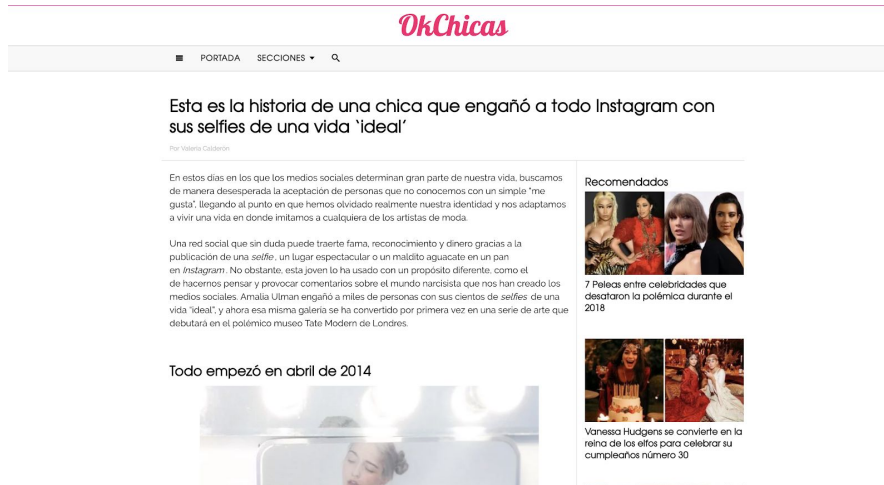 OkChicas
PORTADA
SECCIONES
Esta es la historia de una chica que engañó a todo Instagram con
sus selfies de una vida ‘ideal’
Por Valeria Calderón
En estos días en los que los medios sociales determinan gran parte de nuestra vida, buscamos
de manera desesperada la aceptación de personas que no conocemos con un simple “me
gusta”, llegando al punto en que hemos olvidado realmente nuestra identidad y nos adaptamos
a vivir una vida en donde imitamos a cualquiera de los artistas de moda.
Una red social que sin duda puede traerte fama, reconocimiento y dinero gracias a la
publicación de una selfie , un lugar espectacular o un maldito aguacate en un pan
en Instagram . No obstante, esta joven lo ha usado con un propósito diferente, como el
de hacernos pensar y provocar comentarios sobre el mundo narcisista que nos han creado los
medios sociales. Amalia Ulman engañó a miles de personas con sus cientos de selfies de una
vida “ideal”, y ahora esa misma galería se ha convertido por primera vez en una serie de arte que
debutará en el polémico museo Tate Modern de Londres.
Todo empezó en abril de 2014
Recomendados
7 Peleas entre celebridades que
desataron la polémica durante el
2018
Vanessa Hudgens se convierte en la
reina de los elfos para celebrar su
cumpleaños número 30